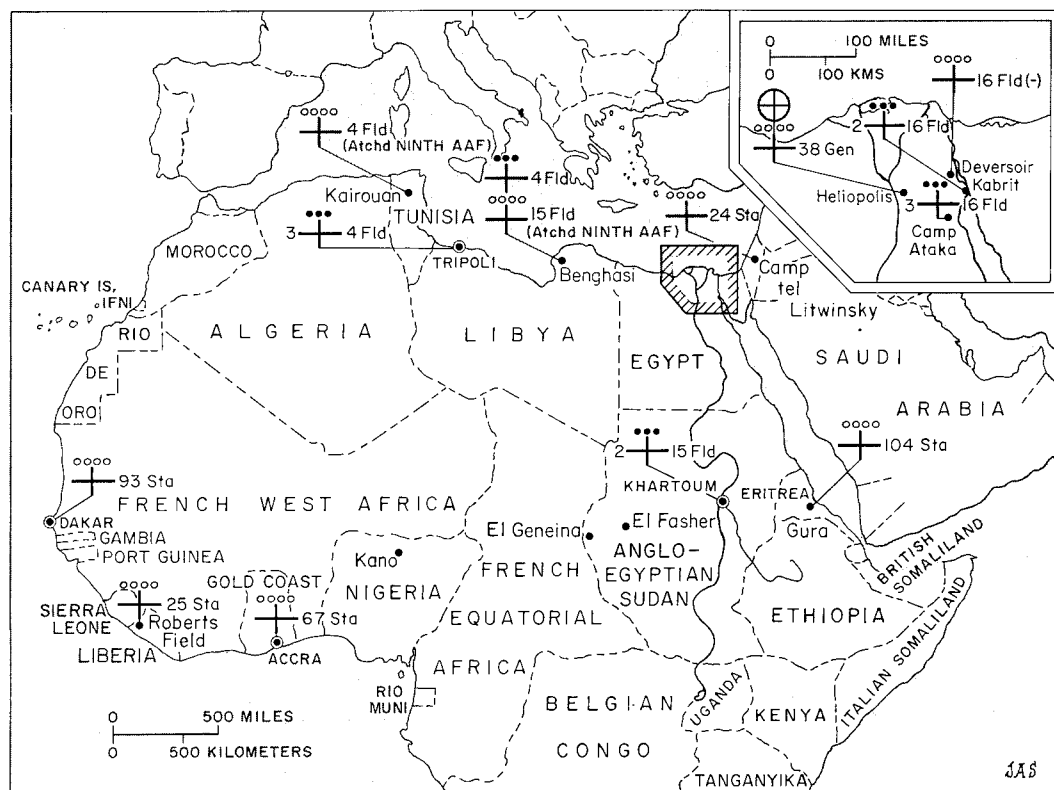 0 100 MILES
0 100 KMS
16 Fld (-)
2 16 Fld
38 Gen
Deversoir
Kabrit
Heliopolis
3 16 Fld
Camp
Ataka
4 Fld
(Atchd NINTH AAF)
Kairouan
4 Fld
TUNISIA
15 Fld
(Atchd NINTH AAF)
24 Sta
3 4 Fld
MOROCCO
TRIPOLI
Benghasi
Camp
tel
Litwinsky
CANARY IS,
IFNI
RIO
DE
ORO
ALGERIA
LIBYA
EGYPT
SAUDI
ARABIA
2 15 Fld
104 Sta
93 Sta
KHARTOUM
ERITREA
FRENCH WEST AFRICA
DAKAR
GAMBIA
PORT GUINEA
El Geneina
El Fasher
Gura
Kano
NIGERIA
FRENCH
EQUATORIAL
AFRICA
ANGLO-
EGYPTIAN
SUDAN
BRITISH
SOMALILAND
GOLD COAST
25 Sta
67 Sta
SIERRA
LEONE
Roberts
Field
ETHIOPIA
LIBERIA
ACCRA
ITALIAN SOMALILAND
RIO
MUNI
BELGIAN
CONGO
UGANDA
KENYA
0 500 MILES
0 500 KILOMETERS
TANGANYIKA
JAS